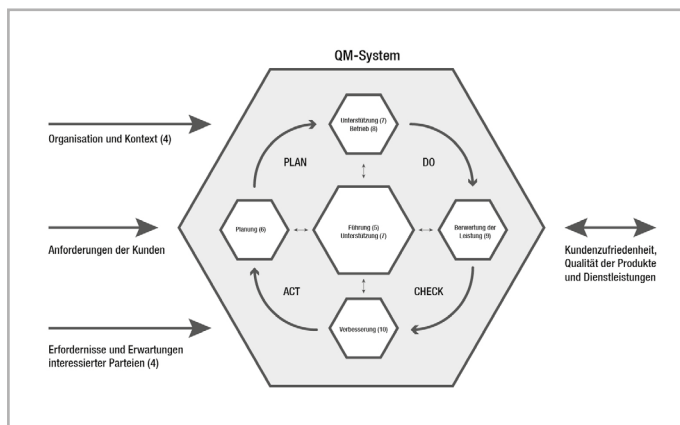 QM-System
Organisation und Kontext (4)
Unterstützung (7)
Betrieb (8)
PLAN
DO
Anforderungen der Kunden
Planung (6)
Führung (5)
Unterstützung (7)
Berwertung der
Leistung (9)
Kundenzufriedenheit,
Qualität der Produkte
und Dienstleistungen
ACT
CHECK
Verbesserung (10)
Erfordernisse und Erwartungen
interessierter Parteien (4)